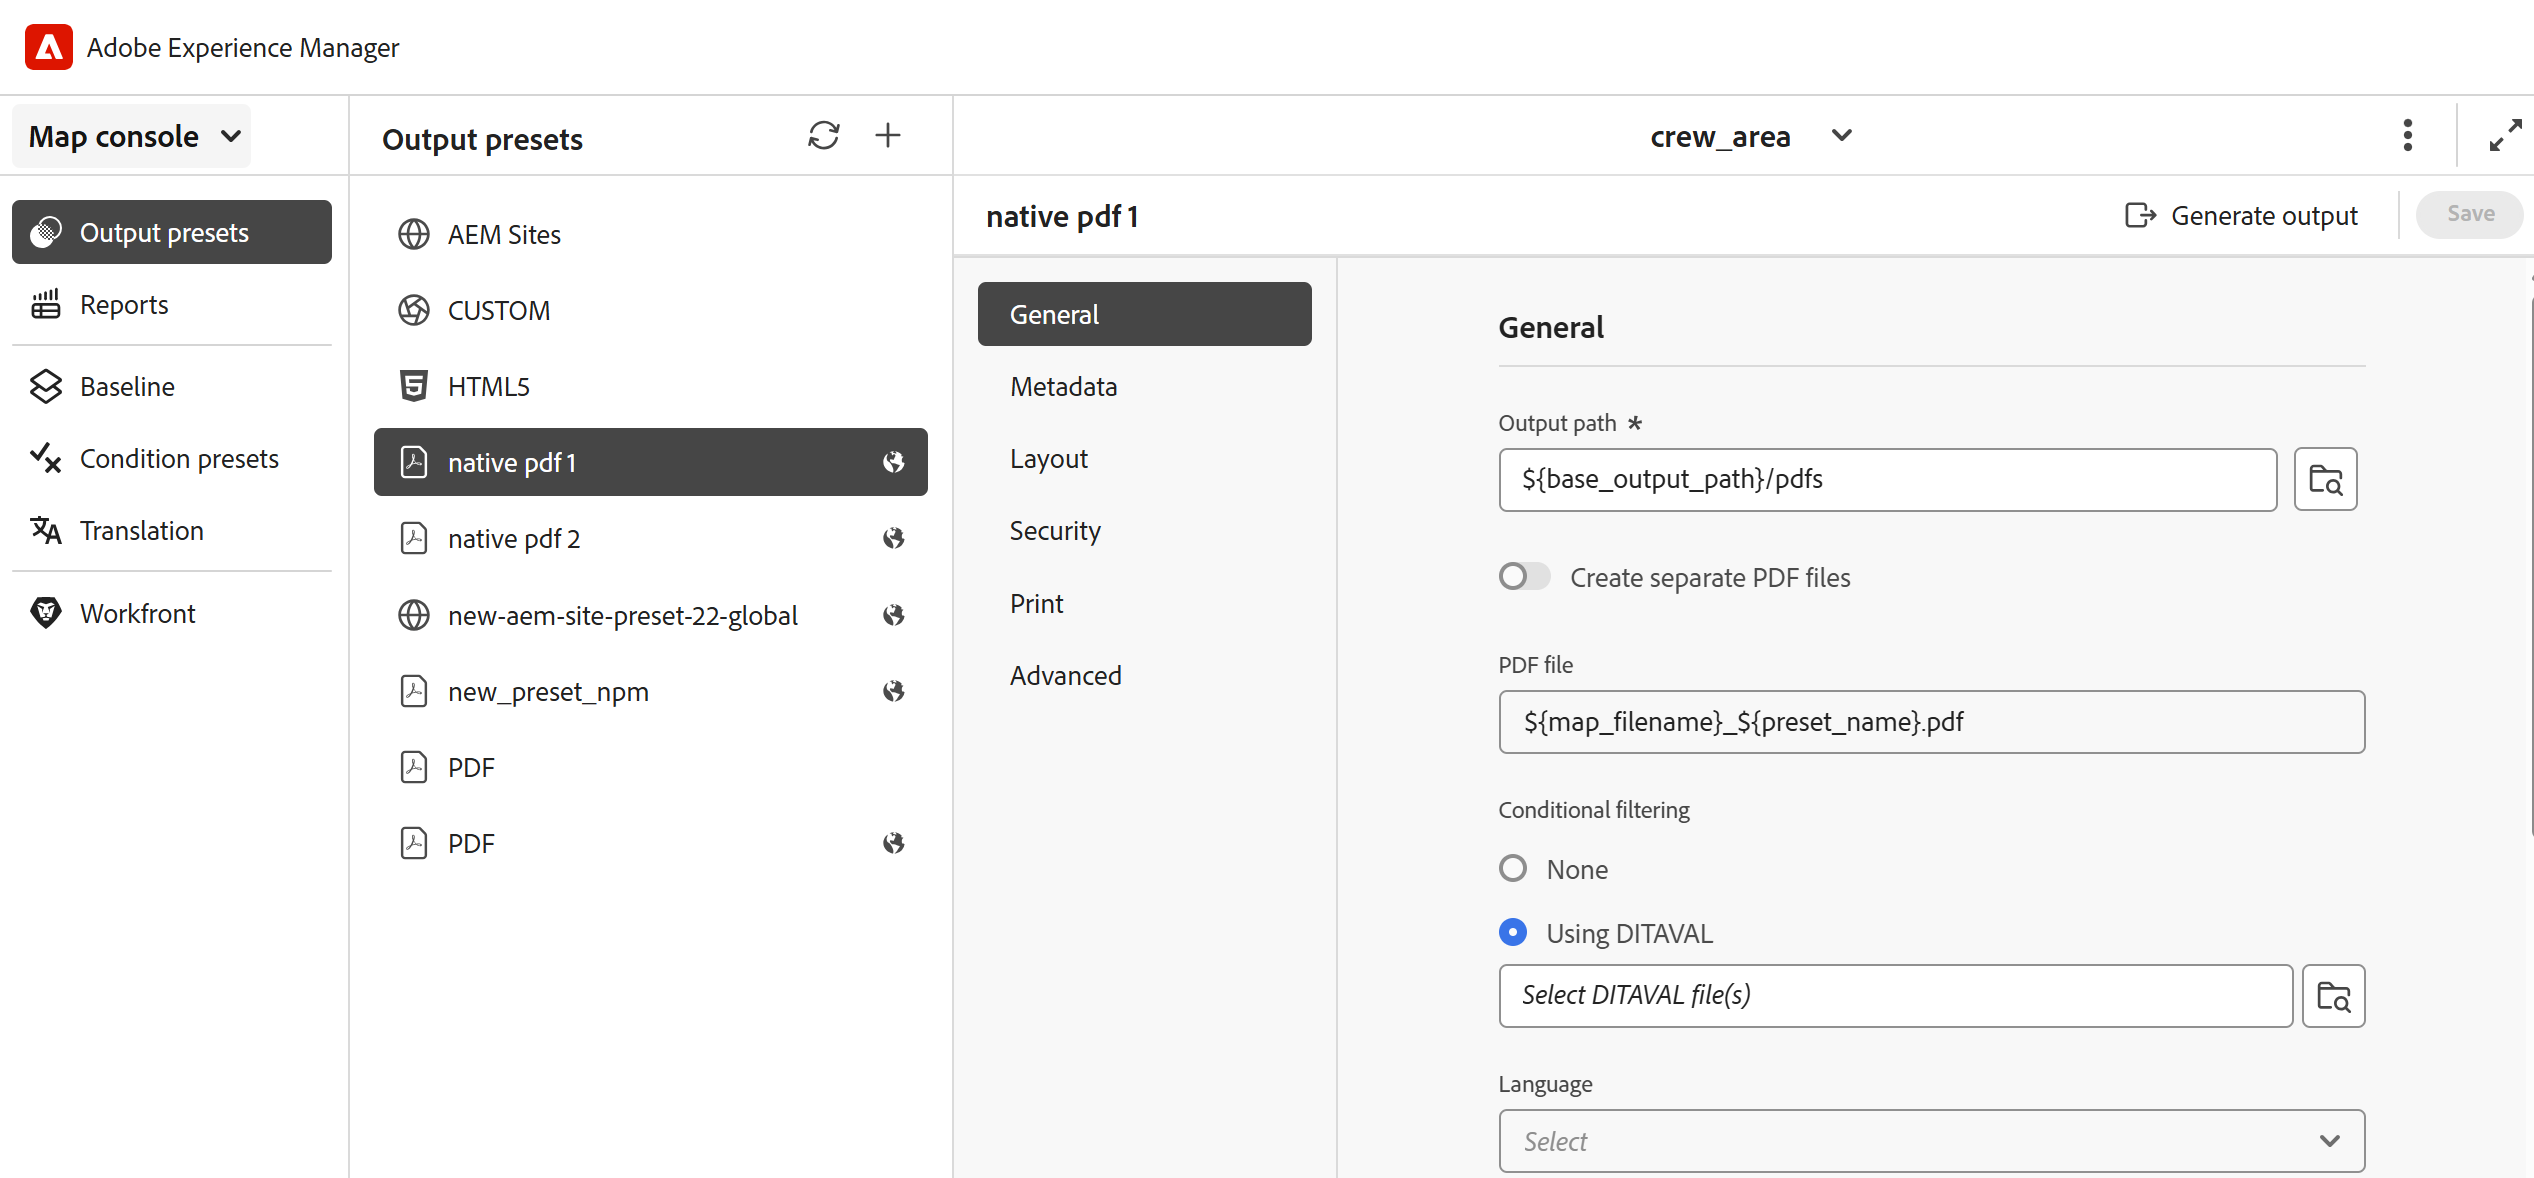 Adobe Experience Manager
Map console
Output presets
Reports
Baseline
Condition presets
Translation
Workfront
Output presets
AEM Sites
CUSTOM
HTML5
native pdf 1
native pdf 2
new-aem-site-preset-22-global
new_preset_npm
PDF
PDF
crew_area
native pdf 1
Generate output
Save
General
Metadata
Layout
Security
Print
Advanced
General
Output path *
${base_output_path}/pdfs
Create separate PDF files
PDF file
${map_filename}_${preset_name}.pdf
Conditional filtering
None
Using DITAVAL
Select DITAVAL file(s)
Language
Select